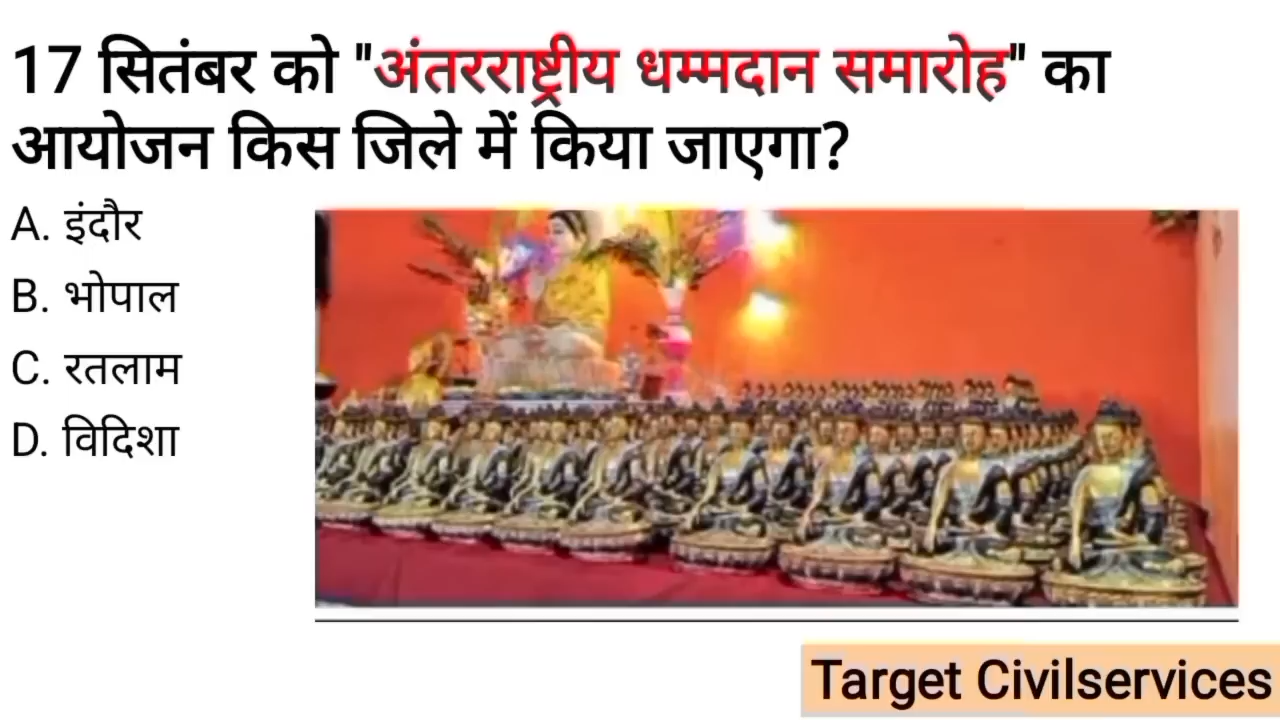 17 सितंबर को "अंतरराष्ट्रीय धम्मदान समारोह" का
आयोजन किस जिले में किया जाएगा?
A. इंदौर
B. भोपाल
C. रतलाम
D. विदिशा
Target Civilservices